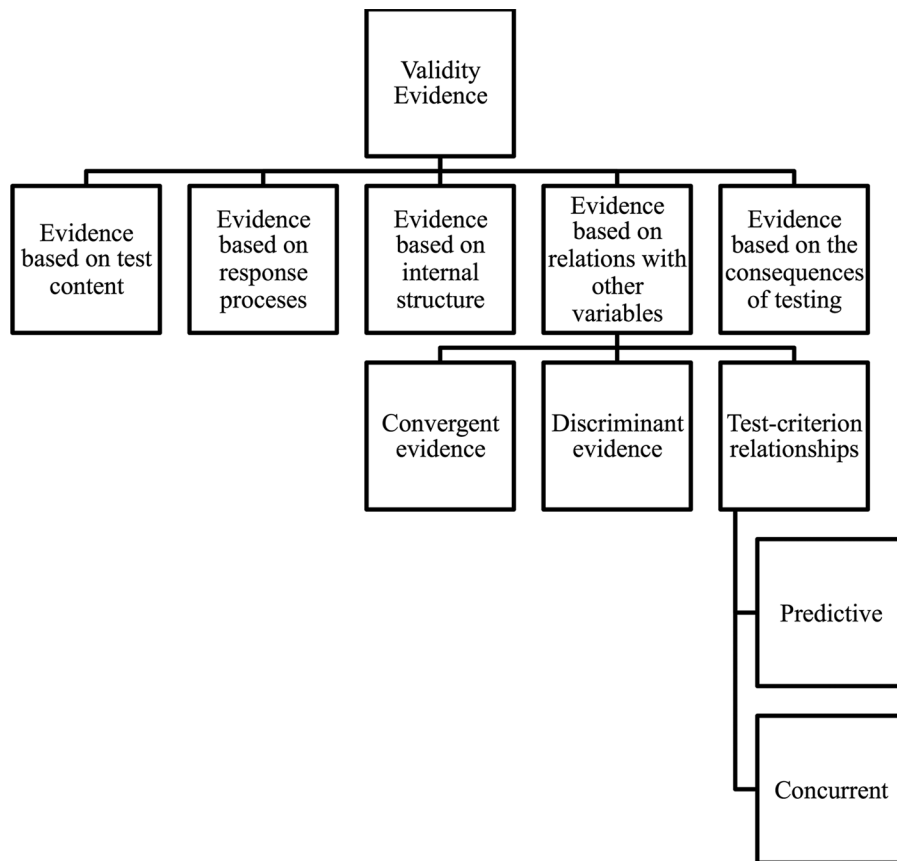 Validity
Evidence
Evidence
based on test
content
Evidence
based on
response
proceses
Evidence
based on
internal
structure
Evidence
based on
relations with
other
variables
Evidence
based on the
consequences
of testing
Convergent
evidence
Discriminant
evidence
Test-criterion
relationships
Predictive
Concurrent